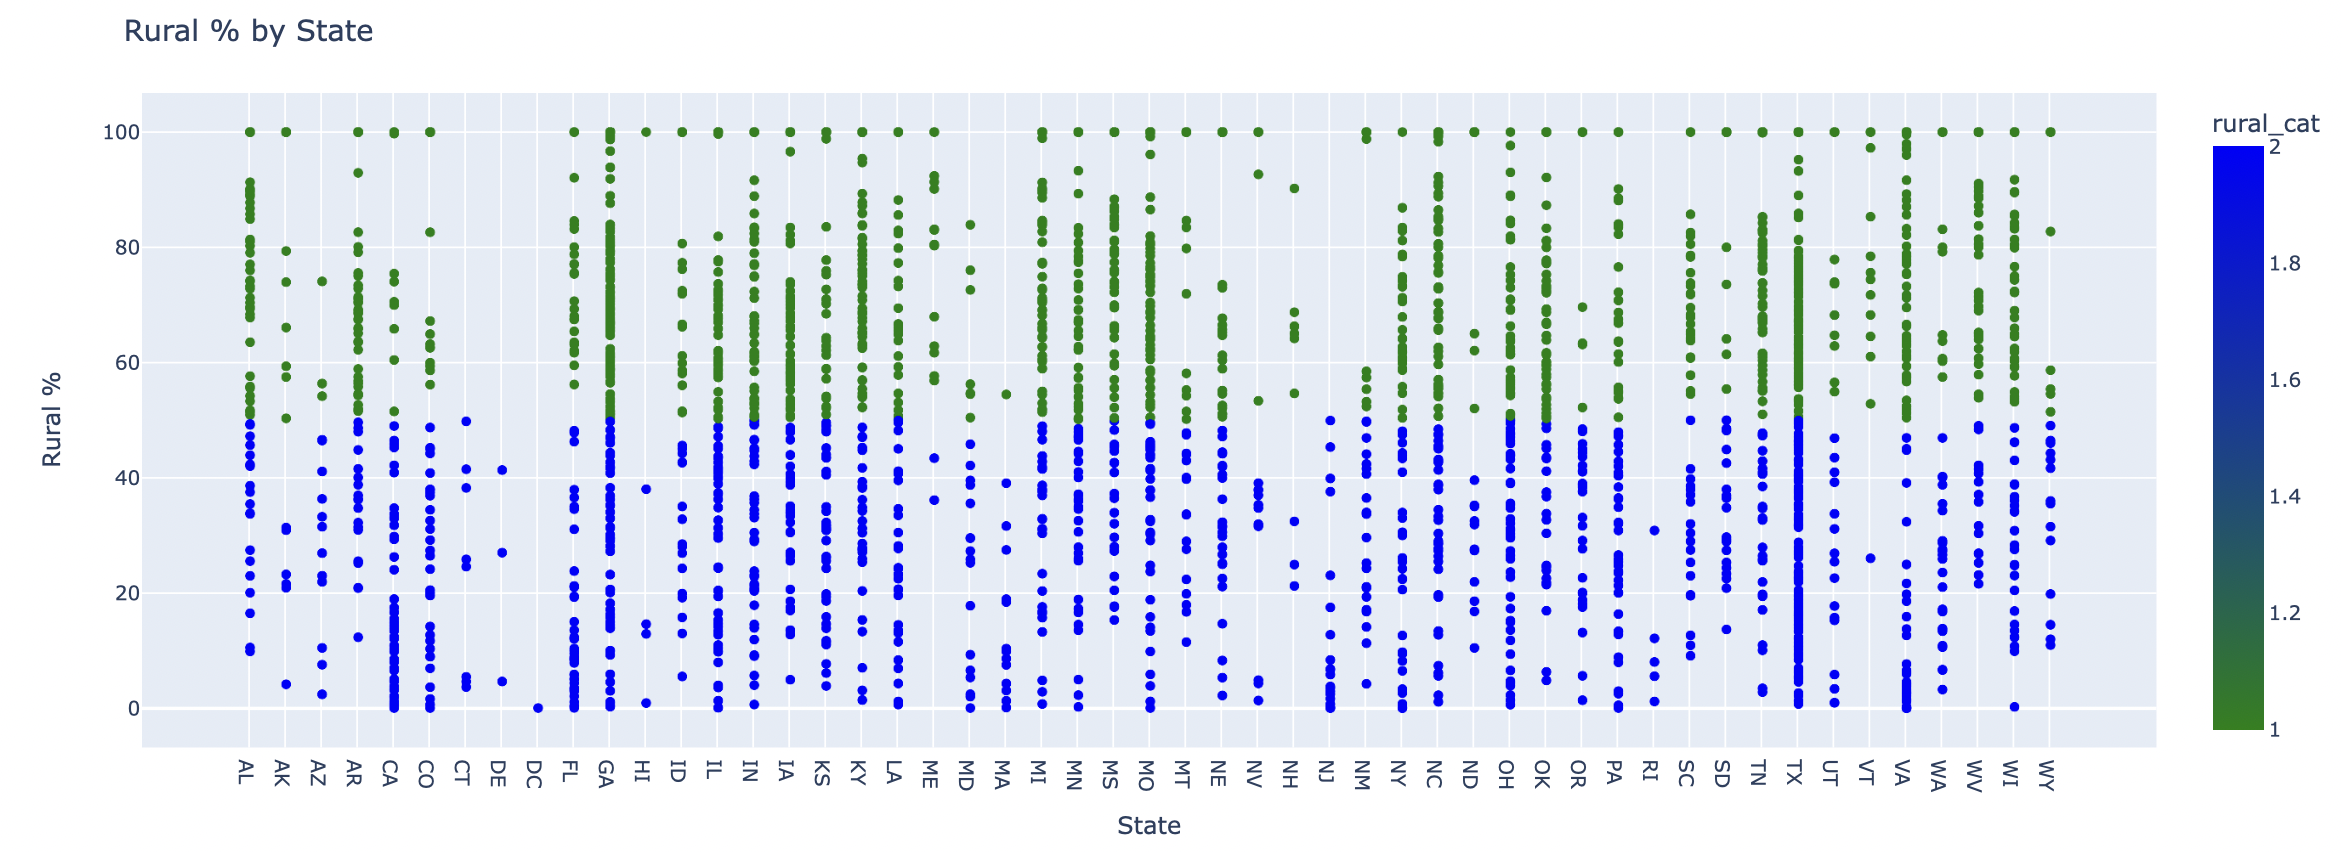 Rural % by State
rural_cat
100
80
60
40
20
0
Rural %
2
1.8
1.6
1.4
1.2
1
AL AK AZ AR CA CO CT DE DC FL GA HI ID IL IN IA KS KY LA ME MD MA MI MN MS MO MT NE NV NH NJ NM NY NC ND OH OK OR PA RI SC SD TN TX UT VT VA WA WV WI WY
State